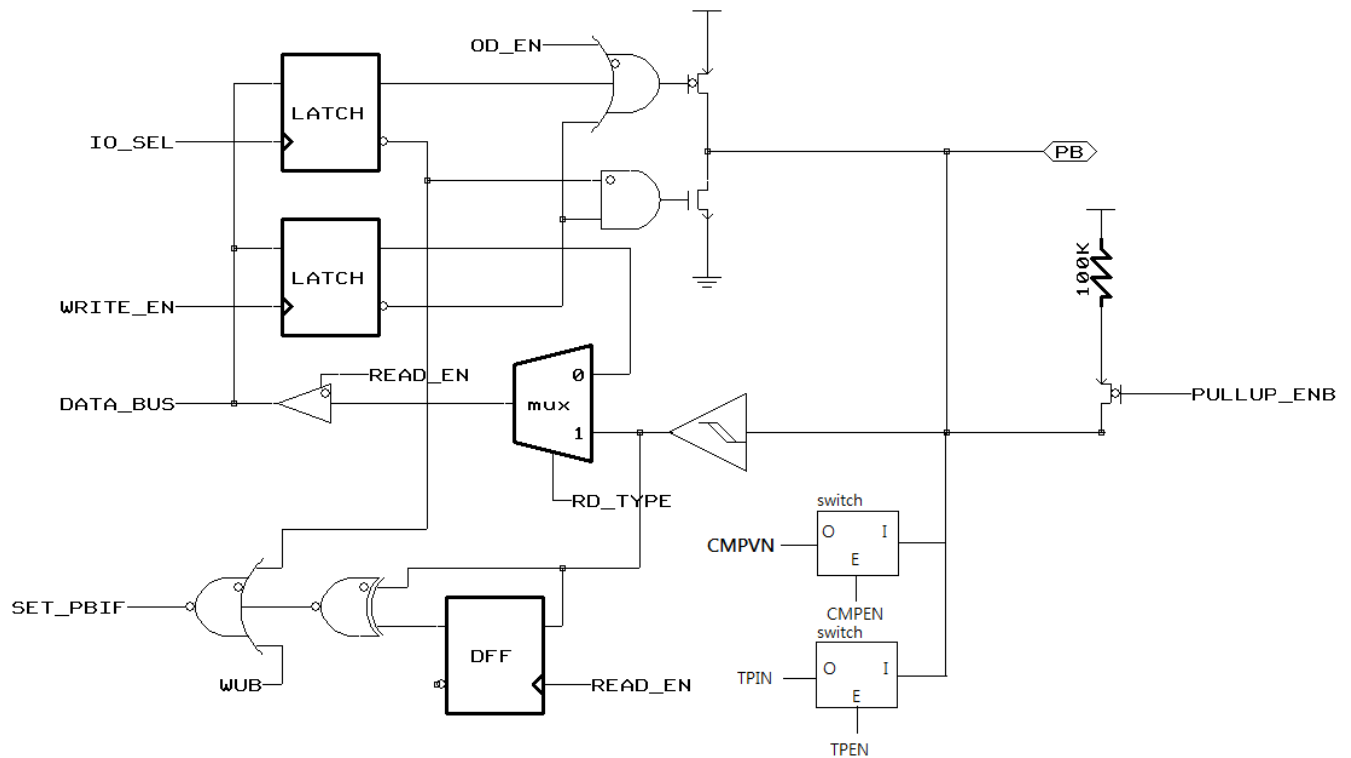 OD_EN
LATCH
IO_SEL
PB
100K
LATCH
WRITE_EN
READ_EN
0
DATA_BUS
mux
PULLUP_ENB
1
RD_TYPE
switch
O I
CMPVN
E
CMPEN
SET_PBIF
switch
DFF
O I
WUB
READ_EN
TPIN
E
TPEN